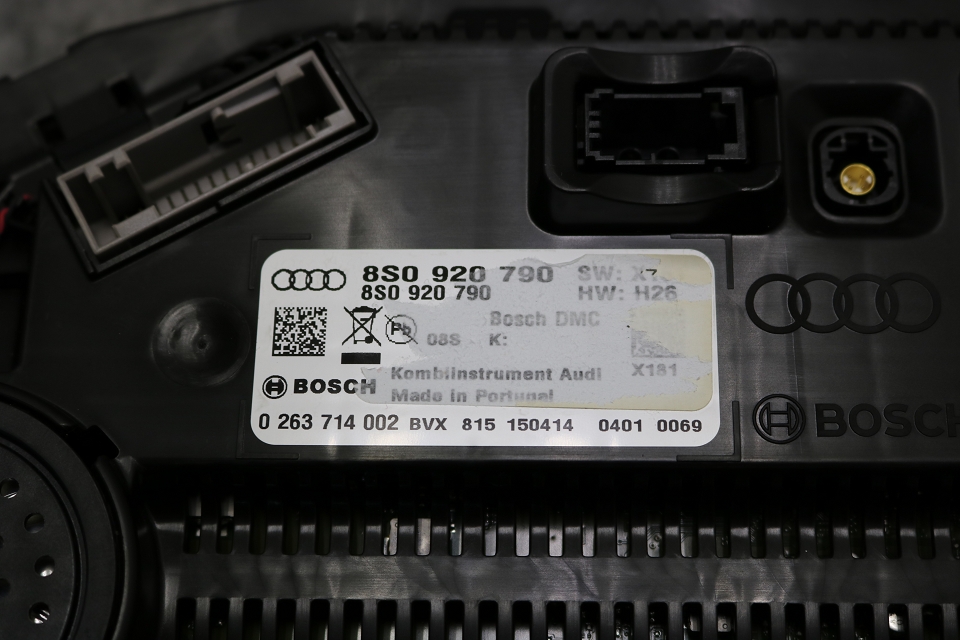 8S0 920 790 SW:
8S0 920 790 HW: H26
Bosch DMC
Pb 08S K:
Kombiinstrument Audi X181
BOSCH Made in Portugal
0 263 714 002 BVX 815 150414 0401 0069
BOSCH